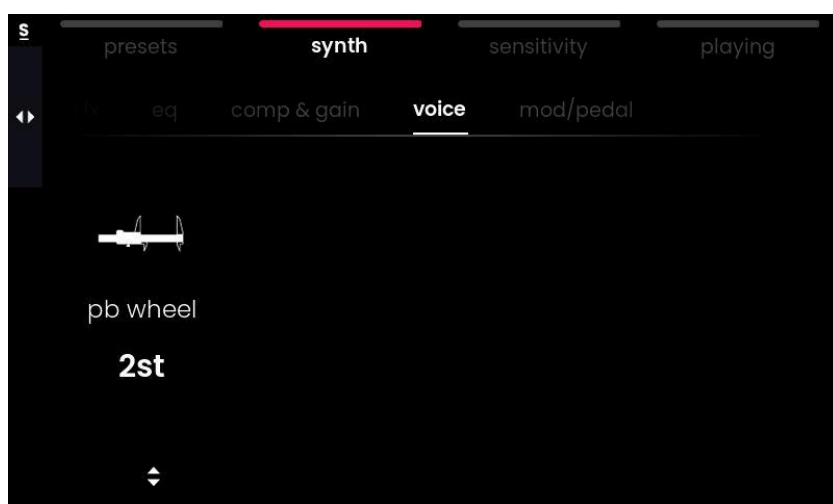 S
presets synth sensitivity playing
eq comp & gain voice mod/pedal
pb wheel
2st